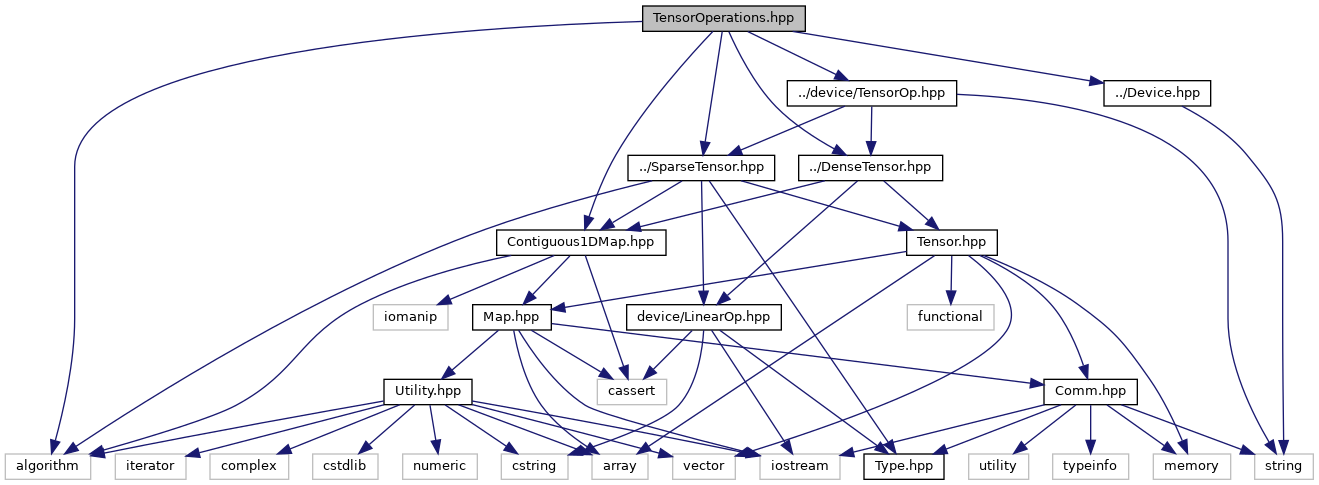 TensorOperations.hpp
../device/TensorOp.hpp
../Device.hpp
../SparseTensor.hpp
../DenseTensor.hpp
Contiguous1DMap.hpp
Tensor.hpp
iomanip
Map.hpp
device/LinearOp.hpp
functional
Utility.hpp
cassert
Comm.hpp
algorithm
iterator
complex
cstdlib
numeric
cstring
array
vector
iostream
Type.hpp
utility
typeinfo
memory
string